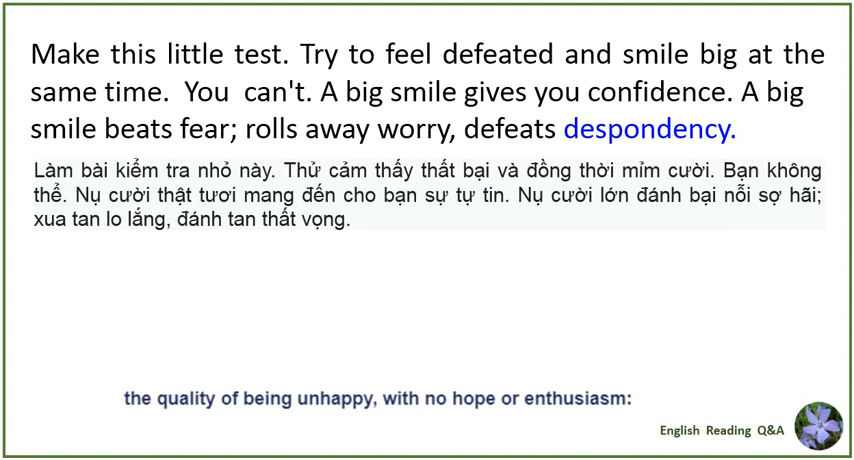 Make this little test. Try to feel defeated and smile big at the
same time. You can't. A big smile gives you confidence. A big
smile beats fear; rolls away worry, defeats despondency.
Làm bài kiểm tra nhỏ này. Thử cảm thấy thất bại và đồng thời mỉm cười. Bạn không
thể. Nụ cười thật tươi mang đến cho bạn sự tự tin. Nụ cười lớn đánh bại nỗi sợ hãi;
xua tan lo lắng, đánh tan thất vọng.
the quality of being unhappy, with no hope or enthusiasm:
English Reading Q&A